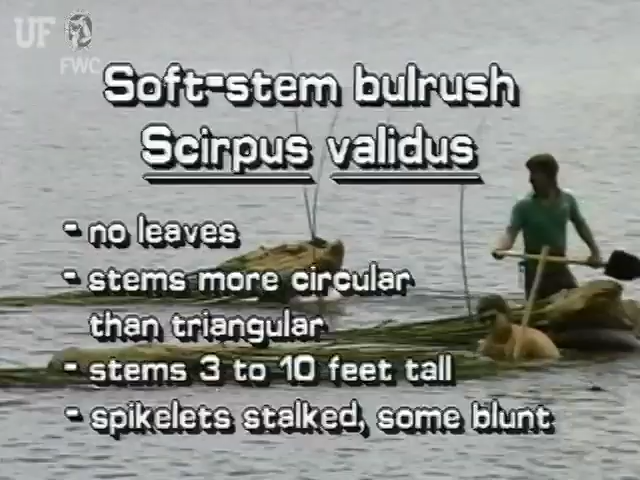 UF
FWC
Soft-stem bulrush
Scirpus validus
- no leaves
- stems more circular
than triangular
- stems 3 to 10 feet tall
- spikelets stalked, some blunt